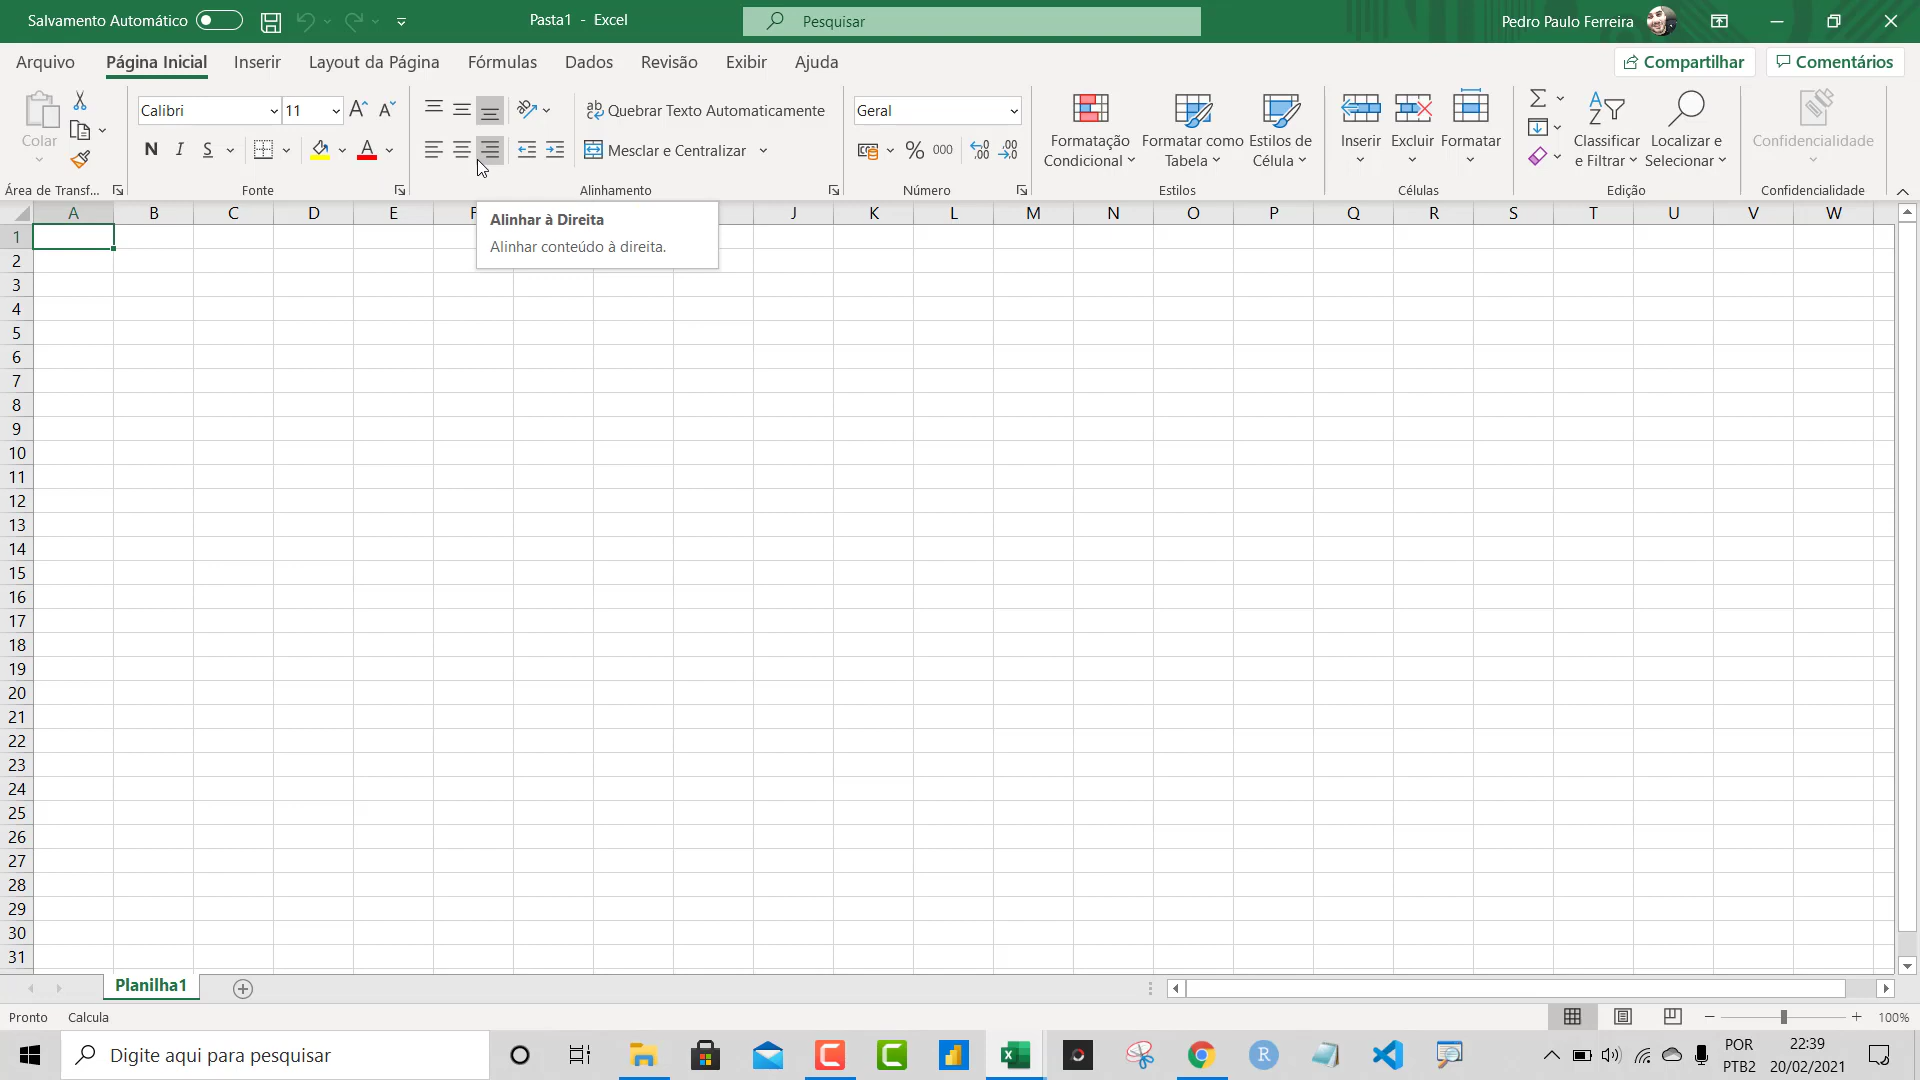 Salvamento Automático
Pasta1 - Excel
Pesquisar
Pedro Paulo Ferreira
Arquivo
Página Inicial
Inserir
Layout da Página
Fórmulas
Dados
Revisão
Exibir
Ajuda
Compartilhar
Comentários
Colar
Área de Transf...
Calibri
11
N I S
Fonte
Quebrar Texto Automaticamente
Mesclar e Centralizar
Alinhamento
Geral
% 000
Número
Formatação
Condicional
Formatar como
Tabela
Estilos de
Célula
Estilos
Inserir
Excluir
Formatar
Células
Classificar
e Filtrar
Localizar e
Selecionar
Edição
Confidencialidade
Confidencialidade
A B C D E F J K L M N O P Q R S T U V W
Alinhar à Direita
Alinhar conteúdo à direita.
1
2
3
4
5
6
7
8
9
10
11
12
13
14
15
16
17
18
19
20
21
22
23
24
25
26
27
28
29
30
31
Planilha1
Pronto
Calcula
100%
Digite aqui para pesquisar
POR
PTB2
22:39
20/02/2021